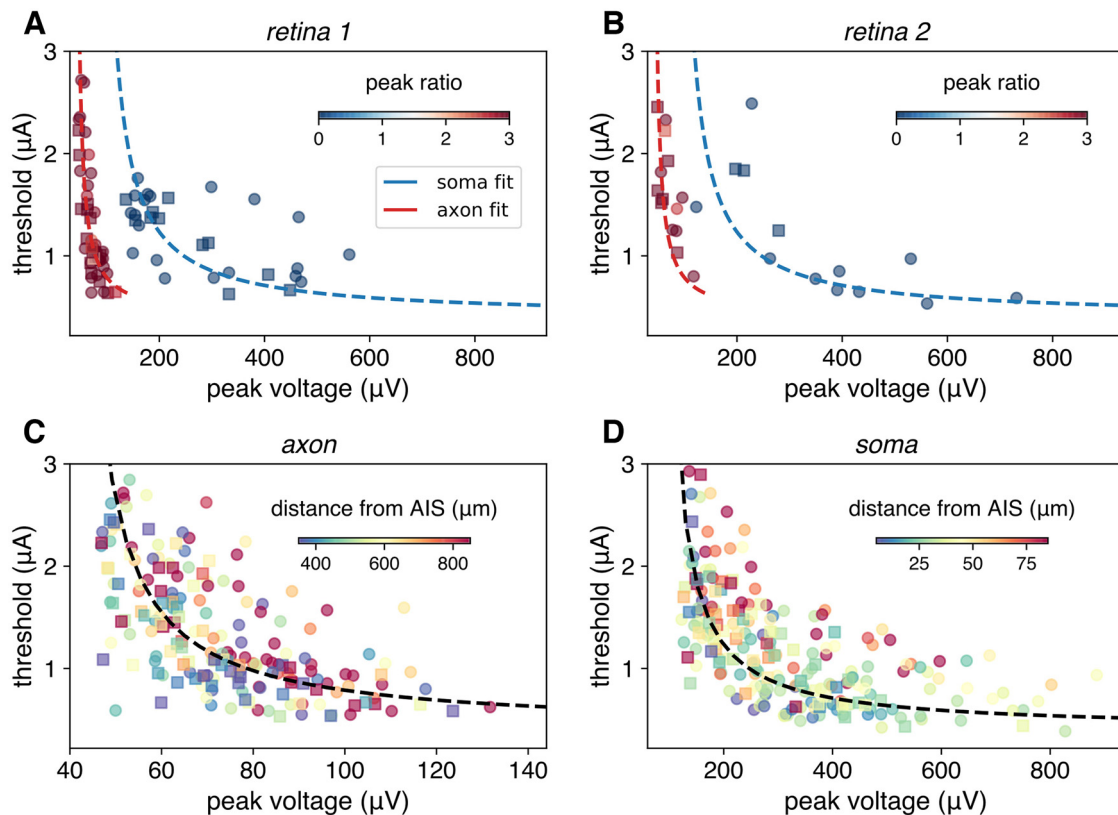 A
retina 1
3
2
1
threshold (μA)
peak ratio
0 1 2 3
soma fit
axon fit
200 400 600 800
peak voltage (μV)
B
retina 2
3
2
1
threshold (μA)
peak ratio
0 1 2 3
200 400 600 800
peak voltage (μV)
C
axon
3
2
1
threshold (μA)
distance from AIS (μm)
400 600 800
40 60 80 100 120 140
peak voltage (μV)
D
soma
3
2
1
threshold (μA)
distance from AIS (μm)
25 50 75
200 400 600 800
peak voltage (μV)